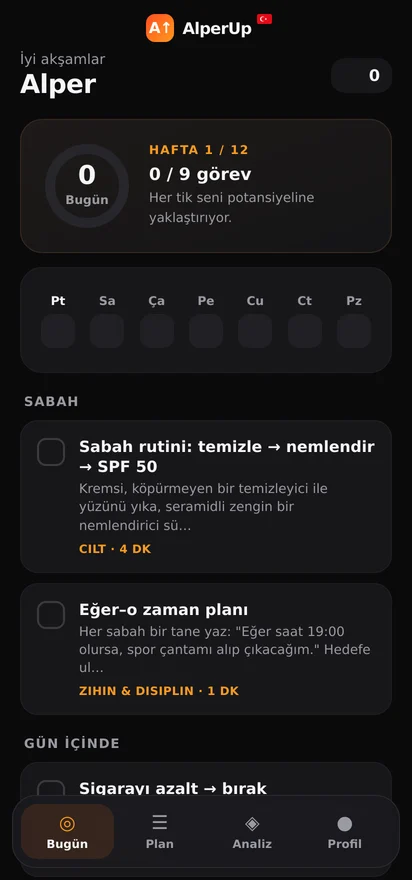 A↑ AlperUp
İyi akşamlar
Alper
0
0
Bugün
HAFTA 1 / 12
0 / 9 görev
Her tik seni potansiyeline
yaklaştırıyor.
Pt Sa Ça Pe Cu Ct Pz
SABAH
Sabah rutini: temizle → nemlendir
→ SPF 50
Kremsi, köpürmeyen bir temizleyici ile
yüzünü yıka, seramidli zengin bir
nemlendirici sü…
CILT · 4 DK
Eğer–o zaman planı
Her sabah bir tane yaz: "Eğer saat 19:00
olursa, spor çantamı alıp çıkacağım." Hedefe
ul…
ZIHIN & DISIPLIN · 1 DK
GÜN İÇİNDE
Sigarayı azalt → bırak
Bugün Plan Analiz Profil